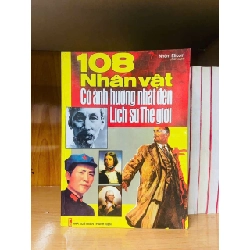 108
Nhân vật
Có ảnh hưởng nhất đến
Lịch sử Thế giới